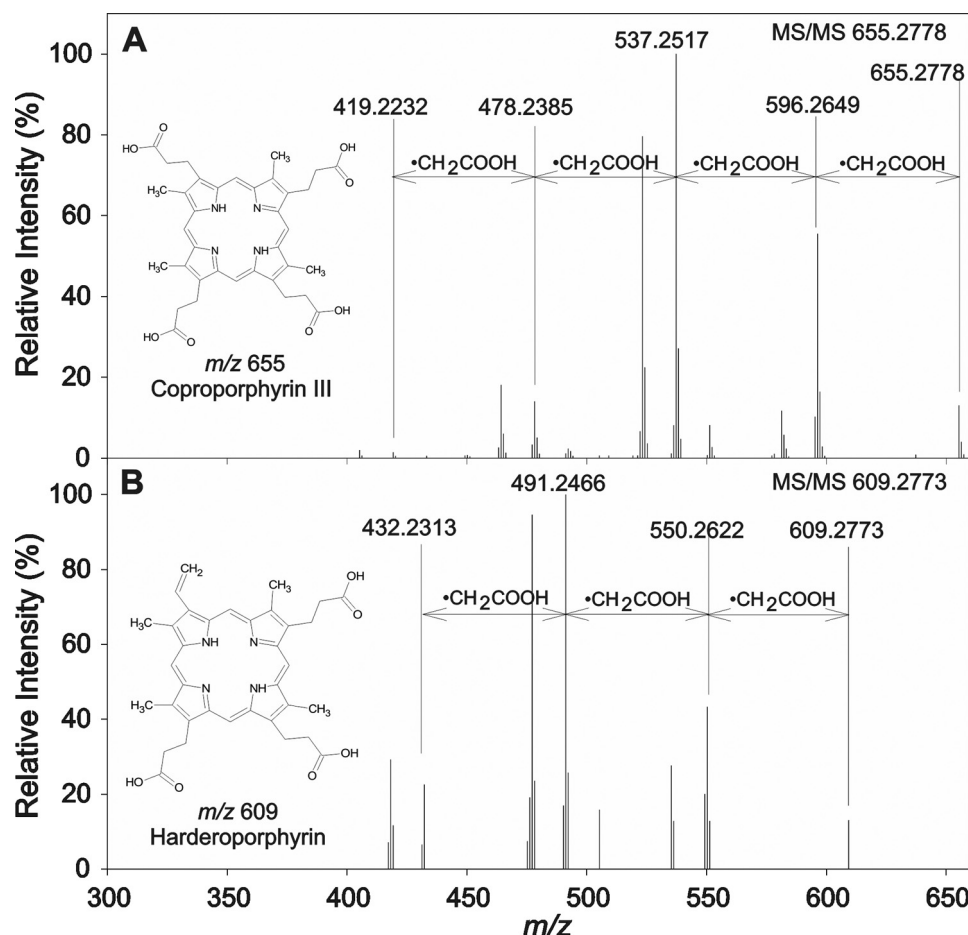 A
MS/MS 655.2778
537.2517
655.2778
419.2232
478.2385
596.2649
•CH2COOH
•CH2COOH
•CH2COOH
•CH2COOH
Relative Intensity (%)
100
80
60
40
20
0
HO
O
OH
O
CH3
CH3
NH
N
N
NH
CH3
CH3
HO
O
OH
O
m/z 655
Coproporphyrin III
B
MS/MS 609.2773
491.2466
432.2313
550.2622
609.2773
•CH2COOH
•CH2COOH
•CH2COOH
Relative Intensity (%)
100
80
60
40
20
0
CH2
CH3
OH
O
H3C
NH
N
N
NH
H3C
CH3
HO
O
OH
O
m/z 609
Harderoporphyrin
300
350
400
450
500
550
600
650
m/z